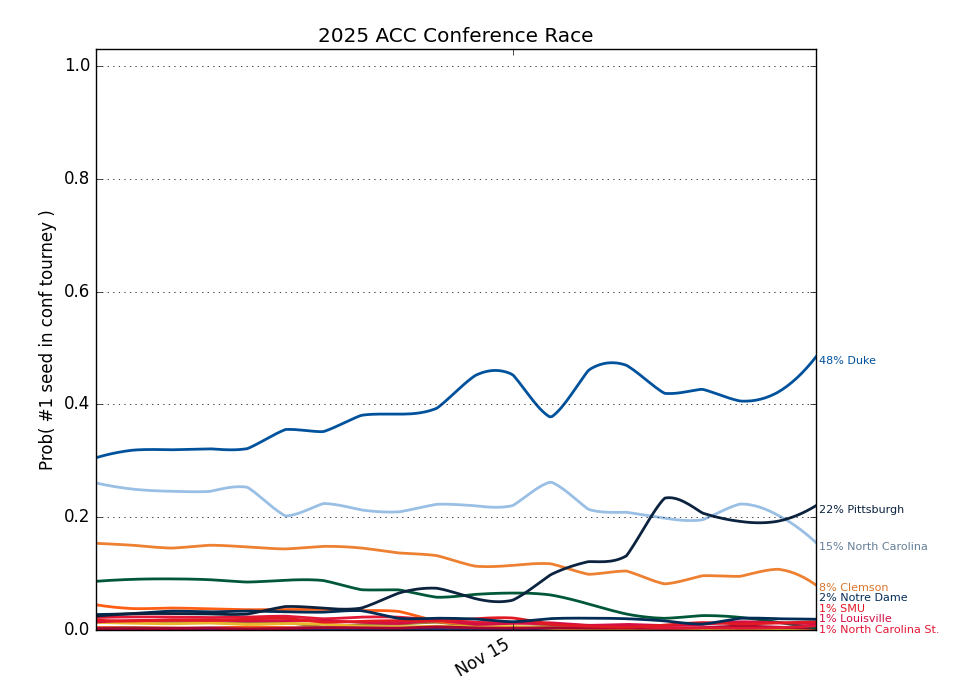 2025 ACC Conference Race
Prob( #1 seed in conf tourney )
1.0
0.8
0.6
0.4
0.2
0.0
Nov 15
48% Duke
22% Pittsburgh
15% North Carolina
8% Clemson
2% Notre Dame
1% SMU
1% Louisville
1% North Carolina St.